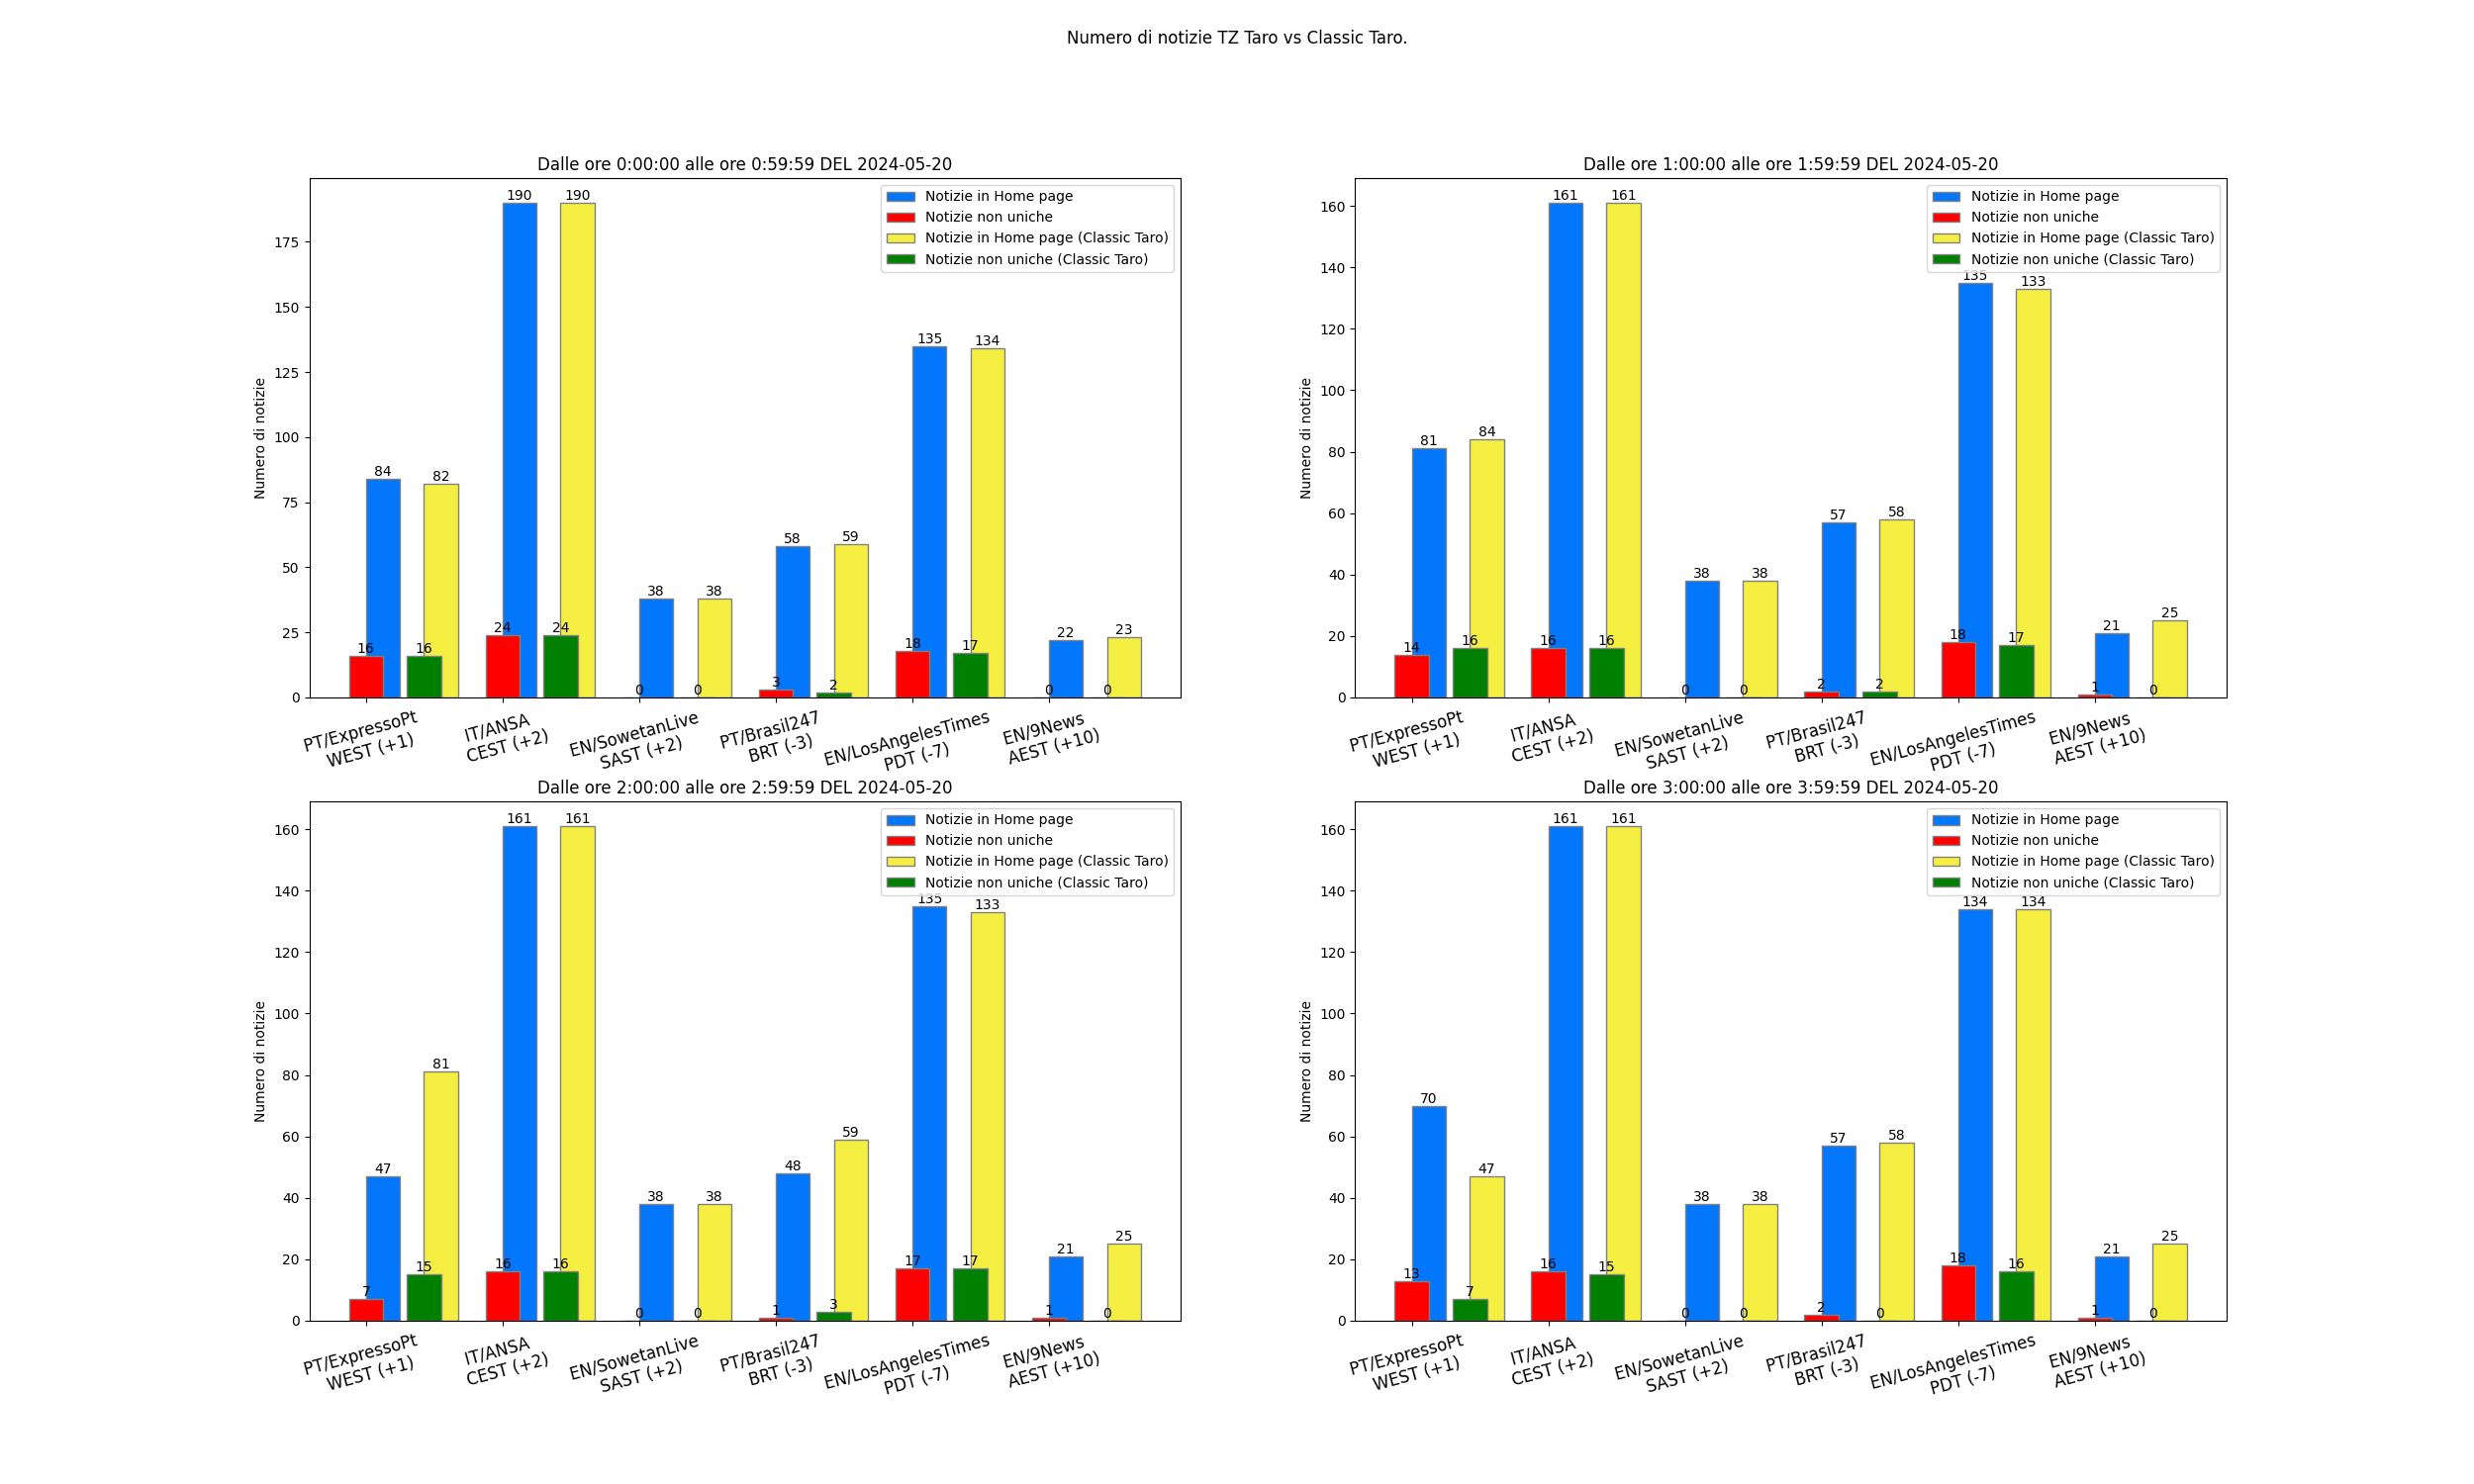 Numero di notizie TZ Taro vs Classic Taro.
Dalle ore 0:00:00 alle ore 0:59:59 DEL 2024-05-20
Notizie in Home page
Notizie non uniche
Notizie in Home page (Classic Taro)
Notizie non uniche (Classic Taro)
Numero di notizie
175
150
125
100
75
50
25
0
84 82 190 190 38 38 58 59 135 134 22 23
16 16 24 24 0 0 3 2 18 17 0 0
PT/ExpressoPt
WEST (+1)
IT/ANSA
CEST (+2)
EN/SowetanLive
SAST (+2)
PT/Brasil247
BRT (-3)
EN/LosAngelesTimes
PDT (-7)
EN/9News
AEST (+10)
Dalle ore 1:00:00 alle ore 1:59:59 DEL 2024-05-20
Notizie in Home page
Notizie non uniche
Notizie in Home page (Classic Taro)
Notizie non uniche (Classic Taro)
Numero di notizie
160
140
120
100
80
60
40
20
0
81 84 161 161 38 38 57 58 135 133 21 25
14 16 16 16 0 0 2 2 18 17 1 0
PT/ExpressoPt
WEST (+1)
IT/ANSA
CEST (+2)
EN/SowetanLive
SAST (+2)
PT/Brasil247
BRT (-3)
EN/LosAngelesTimes
PDT (-7)
EN/9News
AEST (+10)
Dalle ore 2:00:00 alle ore 2:59:59 DEL 2024-05-20
Notizie in Home page
Notizie non uniche
Notizie in Home page (Classic Taro)
Notizie non uniche (Classic Taro)
Numero di notizie
160
140
120
100
80
60
40
20
0
47 81 161 161 38 38 48 59 135 133 21 25
7 15 16 16 0 0 1 3 17 17 1 0
PT/ExpressoPt
WEST (+1)
IT/ANSA
CEST (+2)
EN/SowetanLive
SAST (+2)
PT/Brasil247
BRT (-3)
EN/LosAngelesTimes
PDT (-7)
EN/9News
AEST (+10)
Dalle ore 3:00:00 alle ore 3:59:59 DEL 2024-05-20
Notizie in Home page
Notizie non uniche
Notizie in Home page (Classic Taro)
Notizie non uniche (Classic Taro)
Numero di notizie
160
140
120
100
80
60
40
20
0
70 47 161 161 38 38 57 58 134 134 21 25
13 7 16 15 0 0 2 0 18 16 1 0
PT/ExpressoPt
WEST (+1)
IT/ANSA
CEST (+2)
EN/SowetanLive
SAST (+2)
PT/Brasil247
BRT (-3)
EN/LosAngelesTimes
PDT (-7)
EN/9News
AEST (+10)